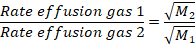 Rate effusion gas 1 / Rate effusion gas 2 = √M₂ / √M₁